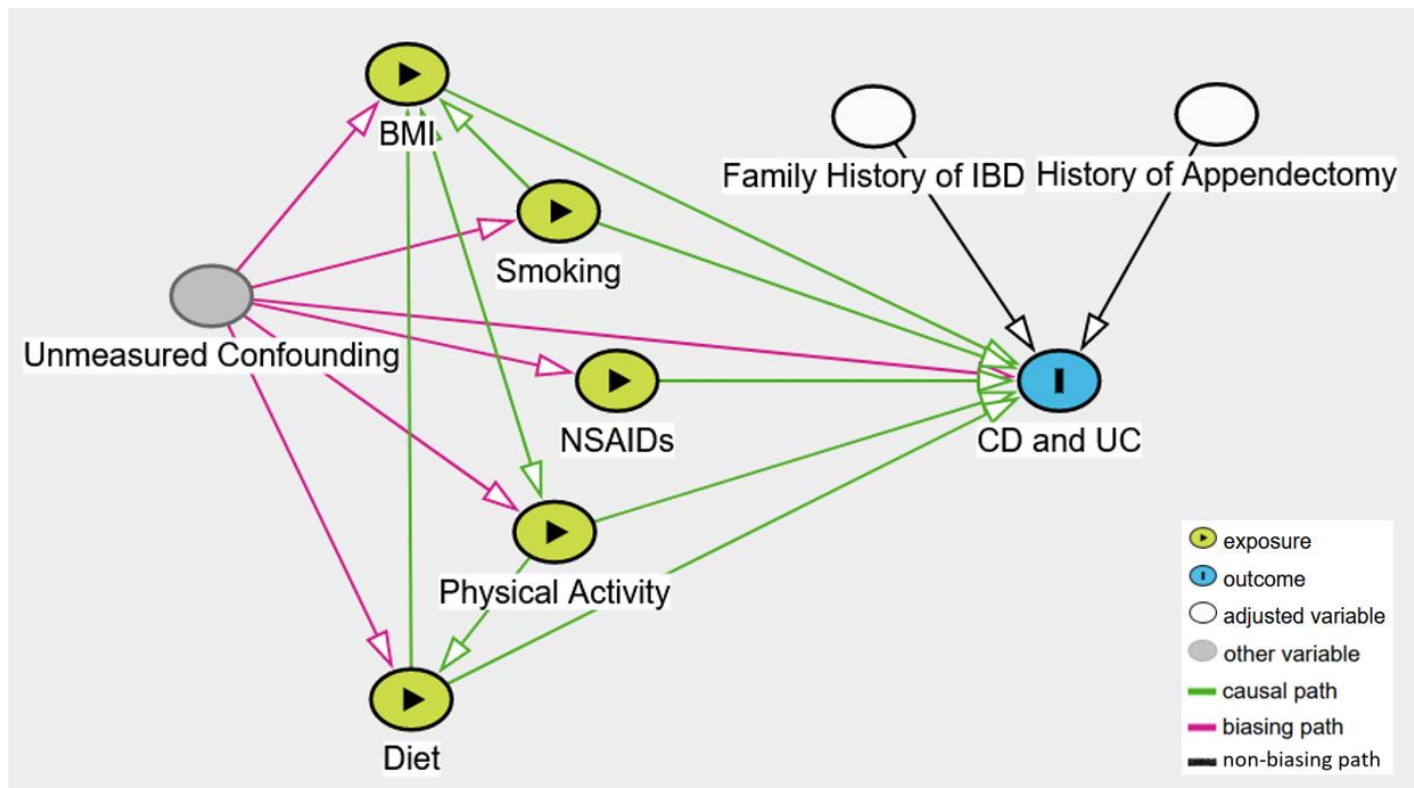 BMI
Family History of IBD
History of Appendectomy
Smoking
Unmeasured Confounding
NSAIDs
CD and UC
Physical Activity
Diet
exposure
outcome
adjusted variable
other variable
causal path
biasing path
non-biasing path